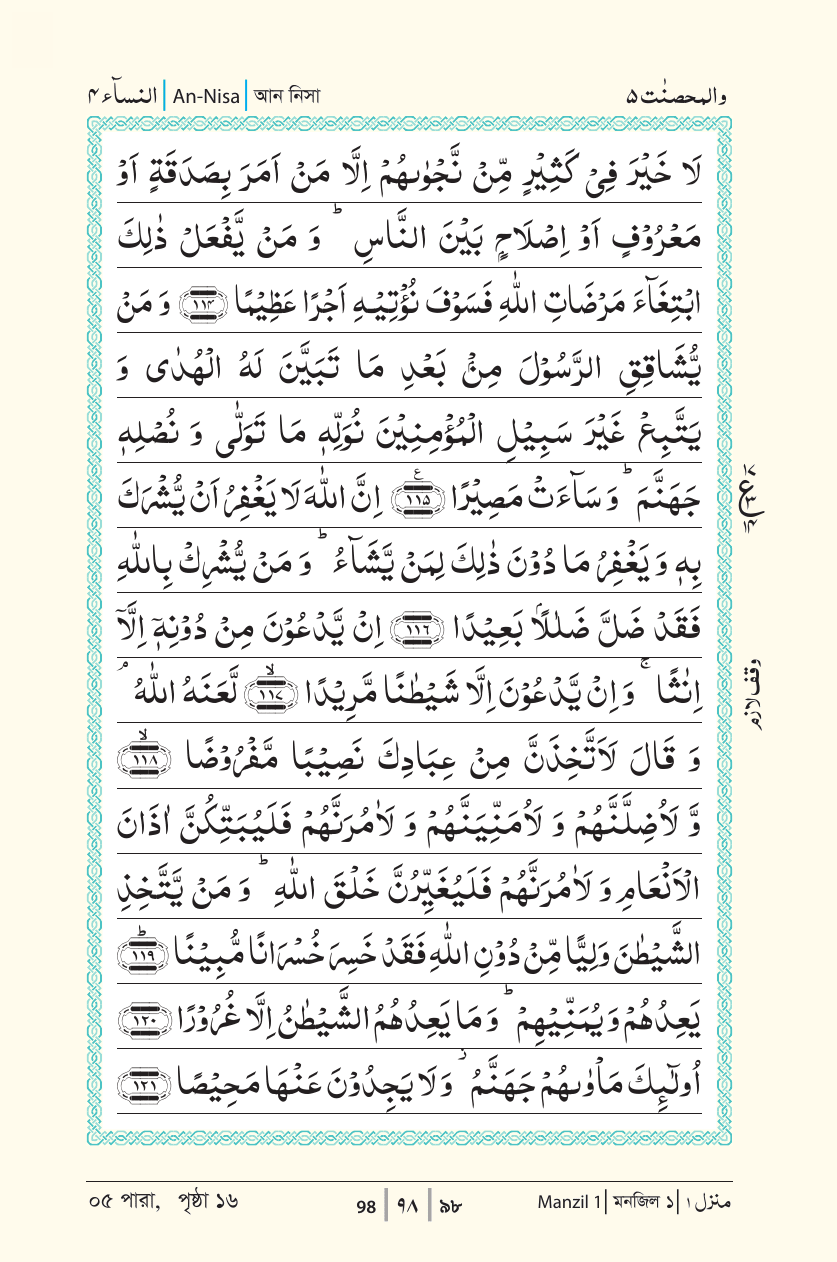 النسآء ۴ | An-Nisa | আন নিসা
والمحصنٰت ۵
لَا خَیْرَ فِیْ كَثِیْرٍ مِّنْ نَّجْوٰىهُمْ اِلَّا مَنْ اَمَرَ بِصَدَقَةٍ اَوْ
مَعْرُوْفٍ اَوْ اِصْلَاحٍۭ بَیْنَ النَّاسِ ؕ وَ مَنْ یَّفْعَلْ ذٰلِكَ
ابْتِغَآءَ مَرْضَاتِ اللّٰهِ فَسَوْفَ نُؤْتِیْهِ اَجْرًا عَظِیْمًا ﴿۱۱۴﴾ وَ مَنْ
یُّشَاقِقِ الرَّسُوْلَ مِنْۢ بَعْدِ مَا تَبَیَّنَ لَهُ الْهُدٰى وَ
یَتَّبِعْ غَیْرَ سَبِیْلِ الْمُؤْمِنِیْنَ نُوَلِّهٖ مَا تَوَلّٰى وَ نُصْلِهٖ
جَهَنَّمَ ؕ وَ سَآءَتْ مَصِیْرًا ﴿۱۱۵﴾ ع اِنَّ اللّٰهَ لَا یَغْفِرُ اَنْ یُّشْرَكَ
بِهٖ وَ یَغْفِرُ مَا دُوْنَ ذٰلِكَ لِمَنْ یَّشَآءُ ؕ وَ مَنْ یُّشْرِكْ بِاللّٰهِ
فَقَدْ ضَلَّ ضَلٰلًۢا بَعِیْدًا ﴿۱۱۶﴾ اِنْ یَّدْعُوْنَ مِنْ دُوْنِهٖۤ اِلَّاۤ
اِنٰثًا ۚ وَ اِنْ یَّدْعُوْنَ اِلَّا شَیْطٰنًا مَّرِیْدًا ﴿۱۱۷﴾ ۙ لَّعَنَهُ اللّٰهُ ۘ
وَ قَالَ لَاَتَّخِذَنَّ مِنْ عِبَادِكَ نَصِیْبًا مَّفْرُوْضًا ﴿۱۱۸﴾ ۙ
وَّ لَاُضِلَّنَّهُمْ وَ لَاُمَنِّیَنَّهُمْ وَ لَاٰمُرَنَّهُمْ فَلَیُبَتِّكُنَّ اٰذَانَ
الْاَنْعَامِ وَ لَاٰمُرَنَّهُمْ فَلَیُغَیِّرُنَّ خَلْقَ اللّٰهِ ؕ وَ مَنْ یَّتَّخِذِ
الشَّیْطٰنَ وَلِیًّا مِّنْ دُوْنِ اللّٰهِ فَقَدْ خَسِرَ خُسْرَانًا مُّبِیْنًا ﴿۱۱۹﴾ ؕ
یَعِدُهُمْ وَ یُمَنِّیْهِمْ ؕ وَ مَا یَعِدُهُمُ الشَّیْطٰنُ اِلَّا غُرُوْرًا ﴿۱۲۰﴾
اُولٰٓىِٕكَ مَاْوٰىهُمْ جَهَنَّمُ ؗ وَ لَا یَجِدُوْنَ عَنْهَا مَحِیْصًا ﴿۱۲۱﴾
ع
وقف لازم
০৫ পারা, পৃষ্ঠা ১৬
98 | ۹۸ | ৯৮
Manzil 1 | মনজিল ১ | منزل ۱